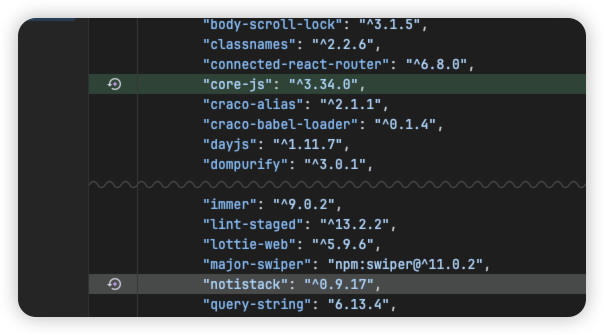 "body-scroll-lock": "^3.1.5",
"classnames": "^2.2.6",
"connected-react-router": "^6.8.0",
"core-js": "^3.34.0",
"craco-alias": "^2.1.1",
"craco-babel-loader": "^0.1.4",
"dayjs": "^1.11.7",
"dompurify": "^3.0.1",
"immer": "^9.0.2",
"lint-staged": "^13.2.2",
"lottie-web": "^5.9.6",
"major-swiper": "npm:swiper@^11.0.2",
"notistack": "^0.9.17",
"query-string": "6.13.4",